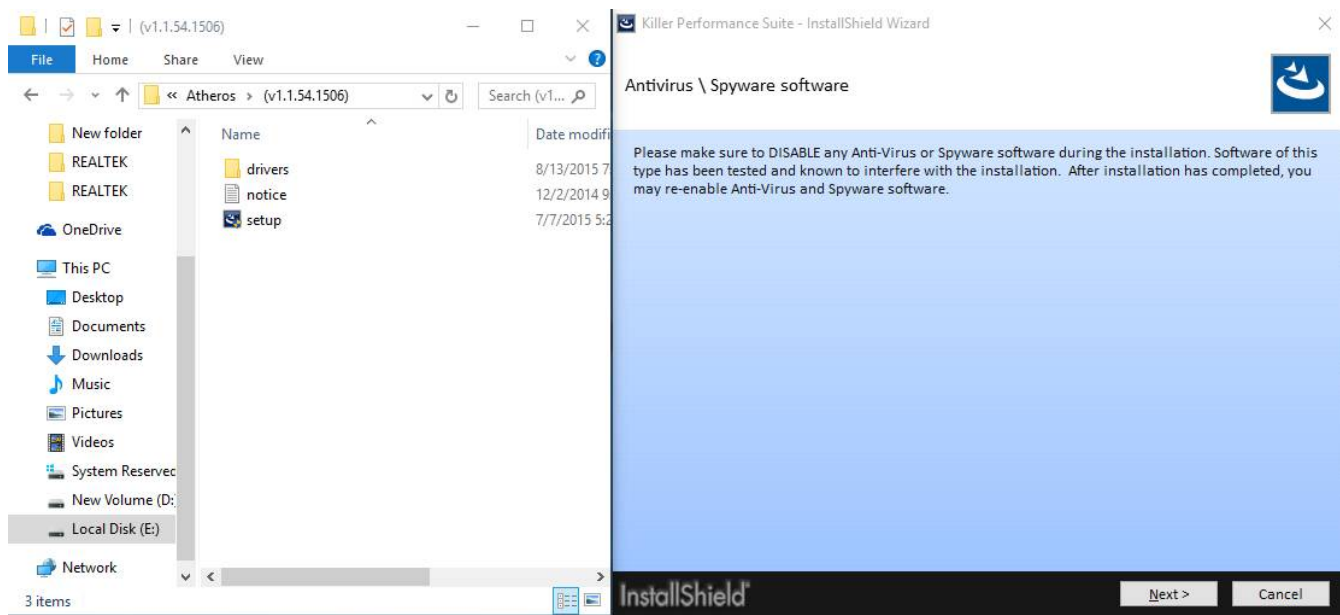 (v1.1.54.1506)
File Home Share View
« Atheros > (v1.1.54.1506)
Search (v1...
New folder
REALTEK
REALTEK
OneDrive
This PC
Desktop
Documents
Downloads
Music
Pictures
Videos
System Reserved
New Volume (D:)
Local Disk (E:)
Network
Name Date modifi
drivers 8/13/2015 7:
notice 12/2/2014 9
setup 7/7/2015 5:2
3 items
Killer Performance Suite - InstallShield Wizard
Antivirus \ Spyware software
Please make sure to DISABLE any Anti-Virus or Spyware software during the installation. Software of this
type has been tested and known to interfere with the installation. After installation has completed, you
may re-enable Anti-Virus and Spyware software.
InstallShield
Next > Cancel